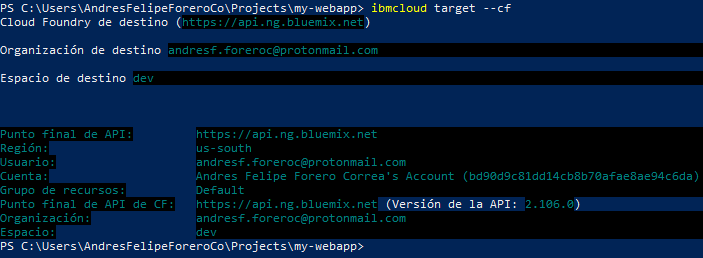 PS C:\Users\AndresFelipeForeroCo\Projects\my-webapp> ibmcloud target --cf
Cloud Foundry de destino (https://api.ng.bluemix.net)
Organización de destino andresf.foreroc@protonmail.com
Espacio de destino dev
Punto final de API: https://api.ng.bluemix.net
Región: us-south
Usuario: andresf.foreroc@protonmail.com
Cuenta: Andres Felipe Forero Correa's Account (bd90d9c81dd14cb8b70afae8ae94c6da)
Grupo de recursos: Default
Punto final de API de CF: https://api.ng.bluemix.net (Versión de la API: 2.106.0)
Organización: andresf.foreroc@protonmail.com
Espacio: dev
PS C:\Users\AndresFelipeForeroCo\Projects\my-webapp>